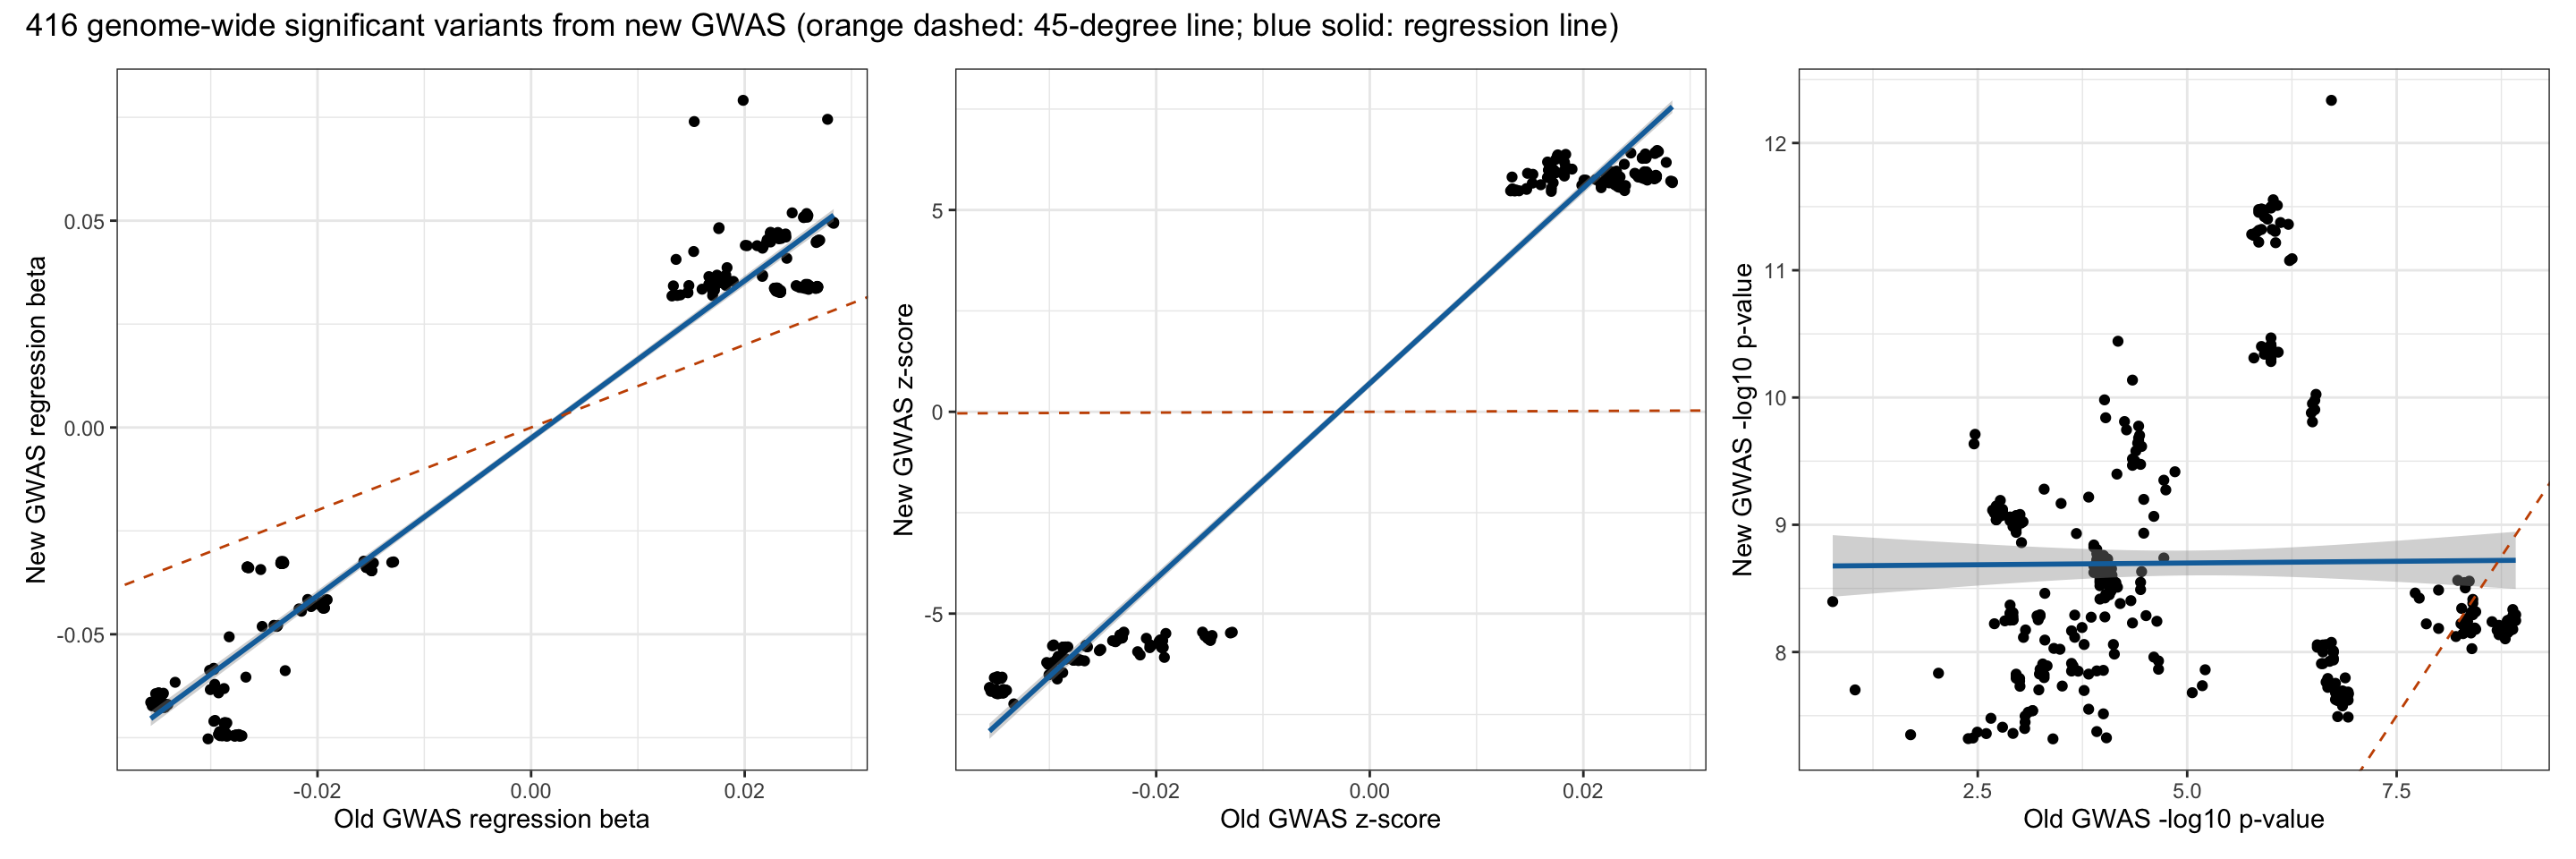 416 genome-wide significant variants from new GWAS (orange dashed: 45-degree line; blue solid: regression line)
New GWAS regression beta
0.05
0.00
-0.05
-0.02
0.00
0.02
Old GWAS regression beta
New GWAS z-score
5
0
-5
-0.02
0.00
0.02
Old GWAS z-score
New GWAS -log10 p-value
12
11
10
9
8
2.5
5.0
7.5
Old GWAS -log10 p-value